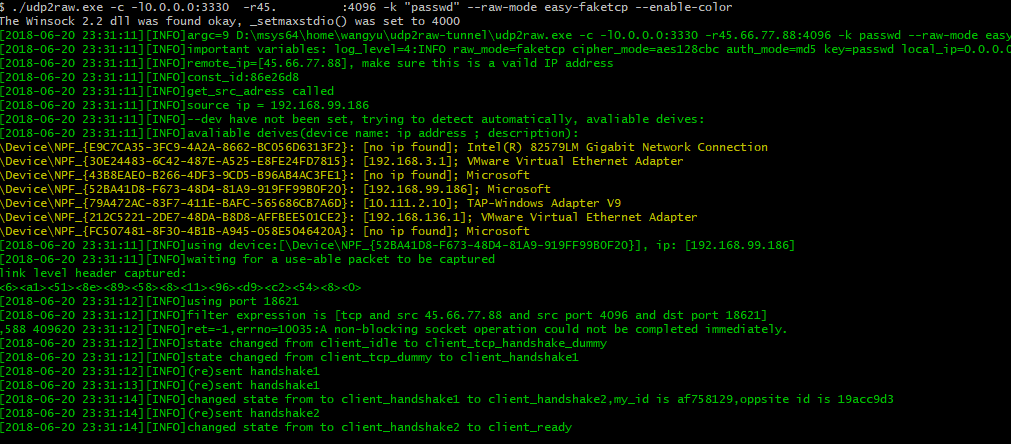 $ ./udp2raw.exe -c -l0.0.0.0:3330  -r45.          :4096 -k "passwd" --raw-mode easy-faketcp --enable-color
The Winsock 2.2 dll was found okay, _setmaxstdio() was set to 4000
[2018-06-20 23:31:11][INFO]argc=9 D:\msys64\home\wangyu\udp2raw-tunnel\udp2raw.exe -c -l0.0.0.0:3330 -r45.66.77.88:4096 -k passwd --raw-mode easy
[2018-06-20 23:31:11][INFO]important variables: log_level=4:INFO raw_mode=faketcp cipher_mode=aes128cbc auth_mode=md5 key=passwd local_ip=0.0.0.0
[2018-06-20 23:31:11][INFO]remote_ip=[45.66.77.88], make sure this is a vaild IP address
[2018-06-20 23:31:11][INFO]const_id:86e26d8
[2018-06-20 23:31:11][INFO]get_src_adress called
[2018-06-20 23:31:11][INFO]source ip = 192.168.99.186
[2018-06-20 23:31:11][INFO]--dev have not been set, trying to detect automatically, avaliable deives:
[2018-06-20 23:31:11][INFO]avaliable deives(device name: ip address ; description):
\Device\NPF_{E9C7CA35-3FC9-4A2A-8662-BC056D6313F2}: [no ip found]; Intel(R) 82579LM Gigabit Network Connection
\Device\NPF_{30E24483-6C42-487E-A525-E8FE24FD7815}: [192.168.3.1]; VMware Virtual Ethernet Adapter
\Device\NPF_{43B8EAE0-B266-4DF3-9CD5-B96AB4AC3FE1}: [no ip found]; Microsoft
\Device\NPF_{52BA41D8-F673-48D4-81A9-919FF99B0F20}: [192.168.99.186]; Microsoft
\Device\NPF_{79A472AC-83F7-411E-BAFC-565686CB7A6D}: [10.111.2.10]; TAP-Windows Adapter V9
\Device\NPF_{212C5221-2DE7-48DA-B8D8-AFFBEE501CE2}: [192.168.136.1]; VMware Virtual Ethernet Adapter
\Device\NPF_{FC507481-8F30-4B1B-A945-058E5046420A}: [no ip found]; Microsoft
[2018-06-20 23:31:11][INFO]using device:[\Device\NPF_{52BA41D8-F673-48D4-81A9-919FF99B0F20}], ip: [192.168.99.186]
[2018-06-20 23:31:11][INFO]waiting for a use-able packet to be captured
link level header captured:
<6><a1><51><8e><89><58><8><11><96><d9><c2><54><8><0>
[2018-06-20 23:31:12][INFO]using port 18621
[2018-06-20 23:31:12][INFO]filter expression is [tcp and src 45.66.77.88 and src port 4096 and dst port 18621]
,588 409620 23:31:12][INFO]ret=-1,errno=10035:A non-blocking socket operation could not be completed immediately.
[2018-06-20 23:31:12][INFO]state changed from client_idle to client_tcp_handshake_dummy
[2018-06-20 23:31:12][INFO]state changed from client_tcp_dummy to client_handshake1
[2018-06-20 23:31:12][INFO](re)sent handshake1
[2018-06-20 23:31:13][INFO](re)sent handshake1
[2018-06-20 23:31:14][INFO]changed state from to client_handshake1 to client_handshake2,my_id is af758129,oppsite id is 19acc9d3
[2018-06-20 23:31:14][INFO](re)sent handshake2
[2018-06-20 23:31:14][INFO]changed state from to client_handshake2 to client_ready